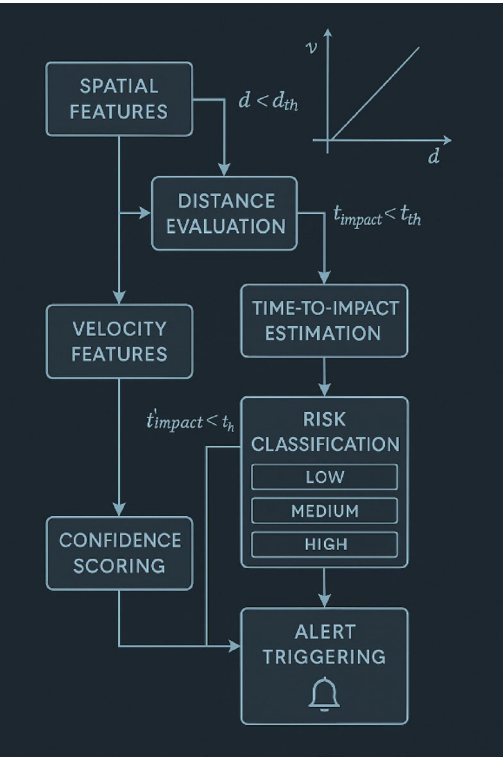 SPATIAL
FEATURES
d < d_th
v
d
DISTANCE
EVALUATION
t_impact < t_th
VELOCITY
FEATURES
TIME-TO-IMPACT
ESTIMATION
t'impact < t_h
RISK
CLASSIFICATION
LOW
MEDIUM
HIGH
CONFIDENCE
SCORING
ALERT
TRIGGERING